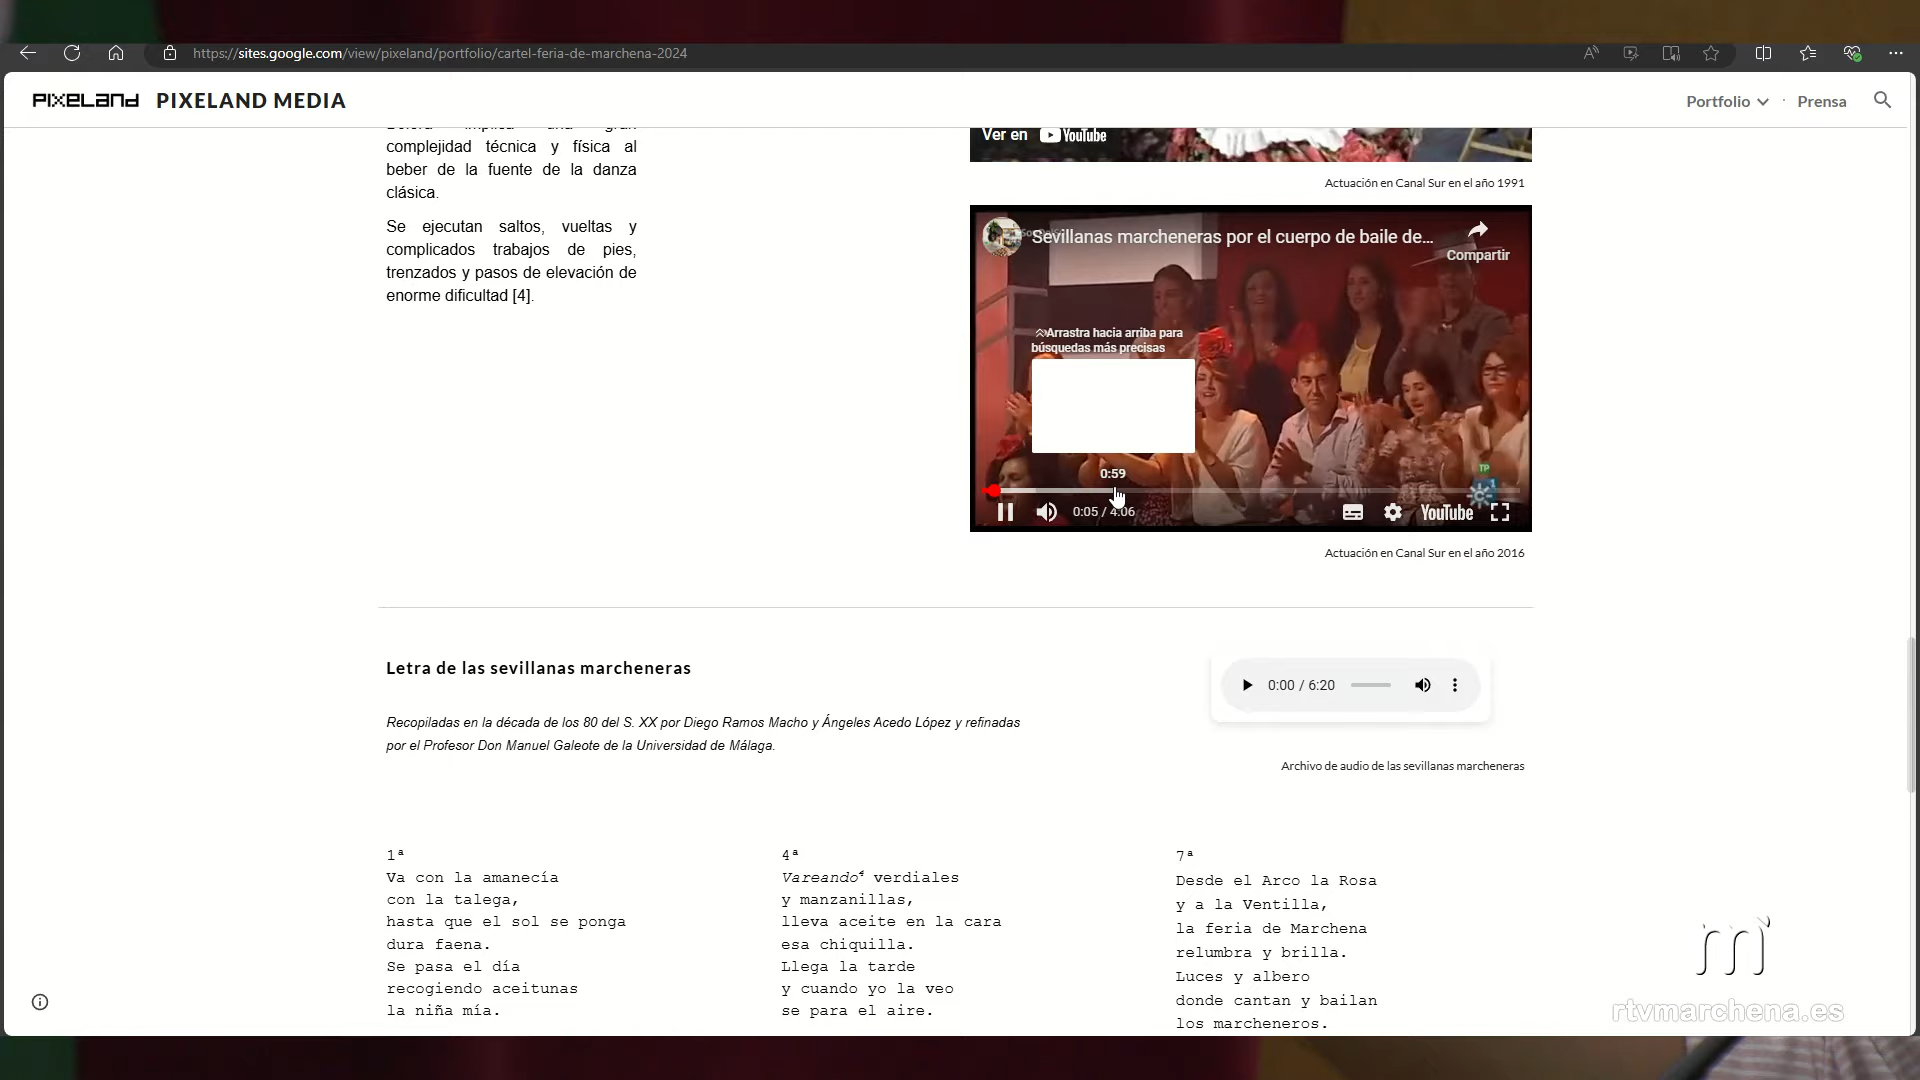 https://sites.google.com/view/pixeland/portfolio/cartel-feria-de-marchena-2024
PIXELAND PIXELAND MEDIA
Portfolio · Prensa
Bolera implica una gran
complejidad técnica y física al
beber de la fuente de la danza
clásica.
Se ejecutan saltos, vueltas y
complicados trabajos de pies,
trenzados y pasos de elevación de
enorme dificultad [4].
Ver en YouTube
Actuación en Canal Sur en el año 1991
Sevillanas marcheneras por el cuerpo de baile de...
Compartir
Arrastra hacia arriba para
búsquedas más precisas
0:59
TP
1
0:05 / 4:06
YouTube
Actuación en Canal Sur en el año 2016
Letra de las sevillanas marcheneras
0:00 / 6:20
Recopiladas en la década de los 80 del S. XX por Diego Ramos Macho y Ángeles Acedo López y refinadas
por el Profesor Don Manuel Galeote de la Universidad de Málaga.
Archivo de audio de las sevillanas marcheneras
1ª
Va con la amanecía
con la talega,
hasta que el sol se ponga
dura faena.
Se pasa el día
recogiendo aceitunas
la niña mía.
4ª
Vareando⁴ verdiales
y manzanillas,
lleva aceite en la cara
esa chiquilla.
Llega la tarde
y cuando yo la veo
se para el aire.
7ª
Desde el Arco la Rosa
y a la Ventilla,
la feria de Marchena
relumbra y brilla.
Luces y albero
donde cantan y bailan
los marcheneros.
m
rtvmarchena.es